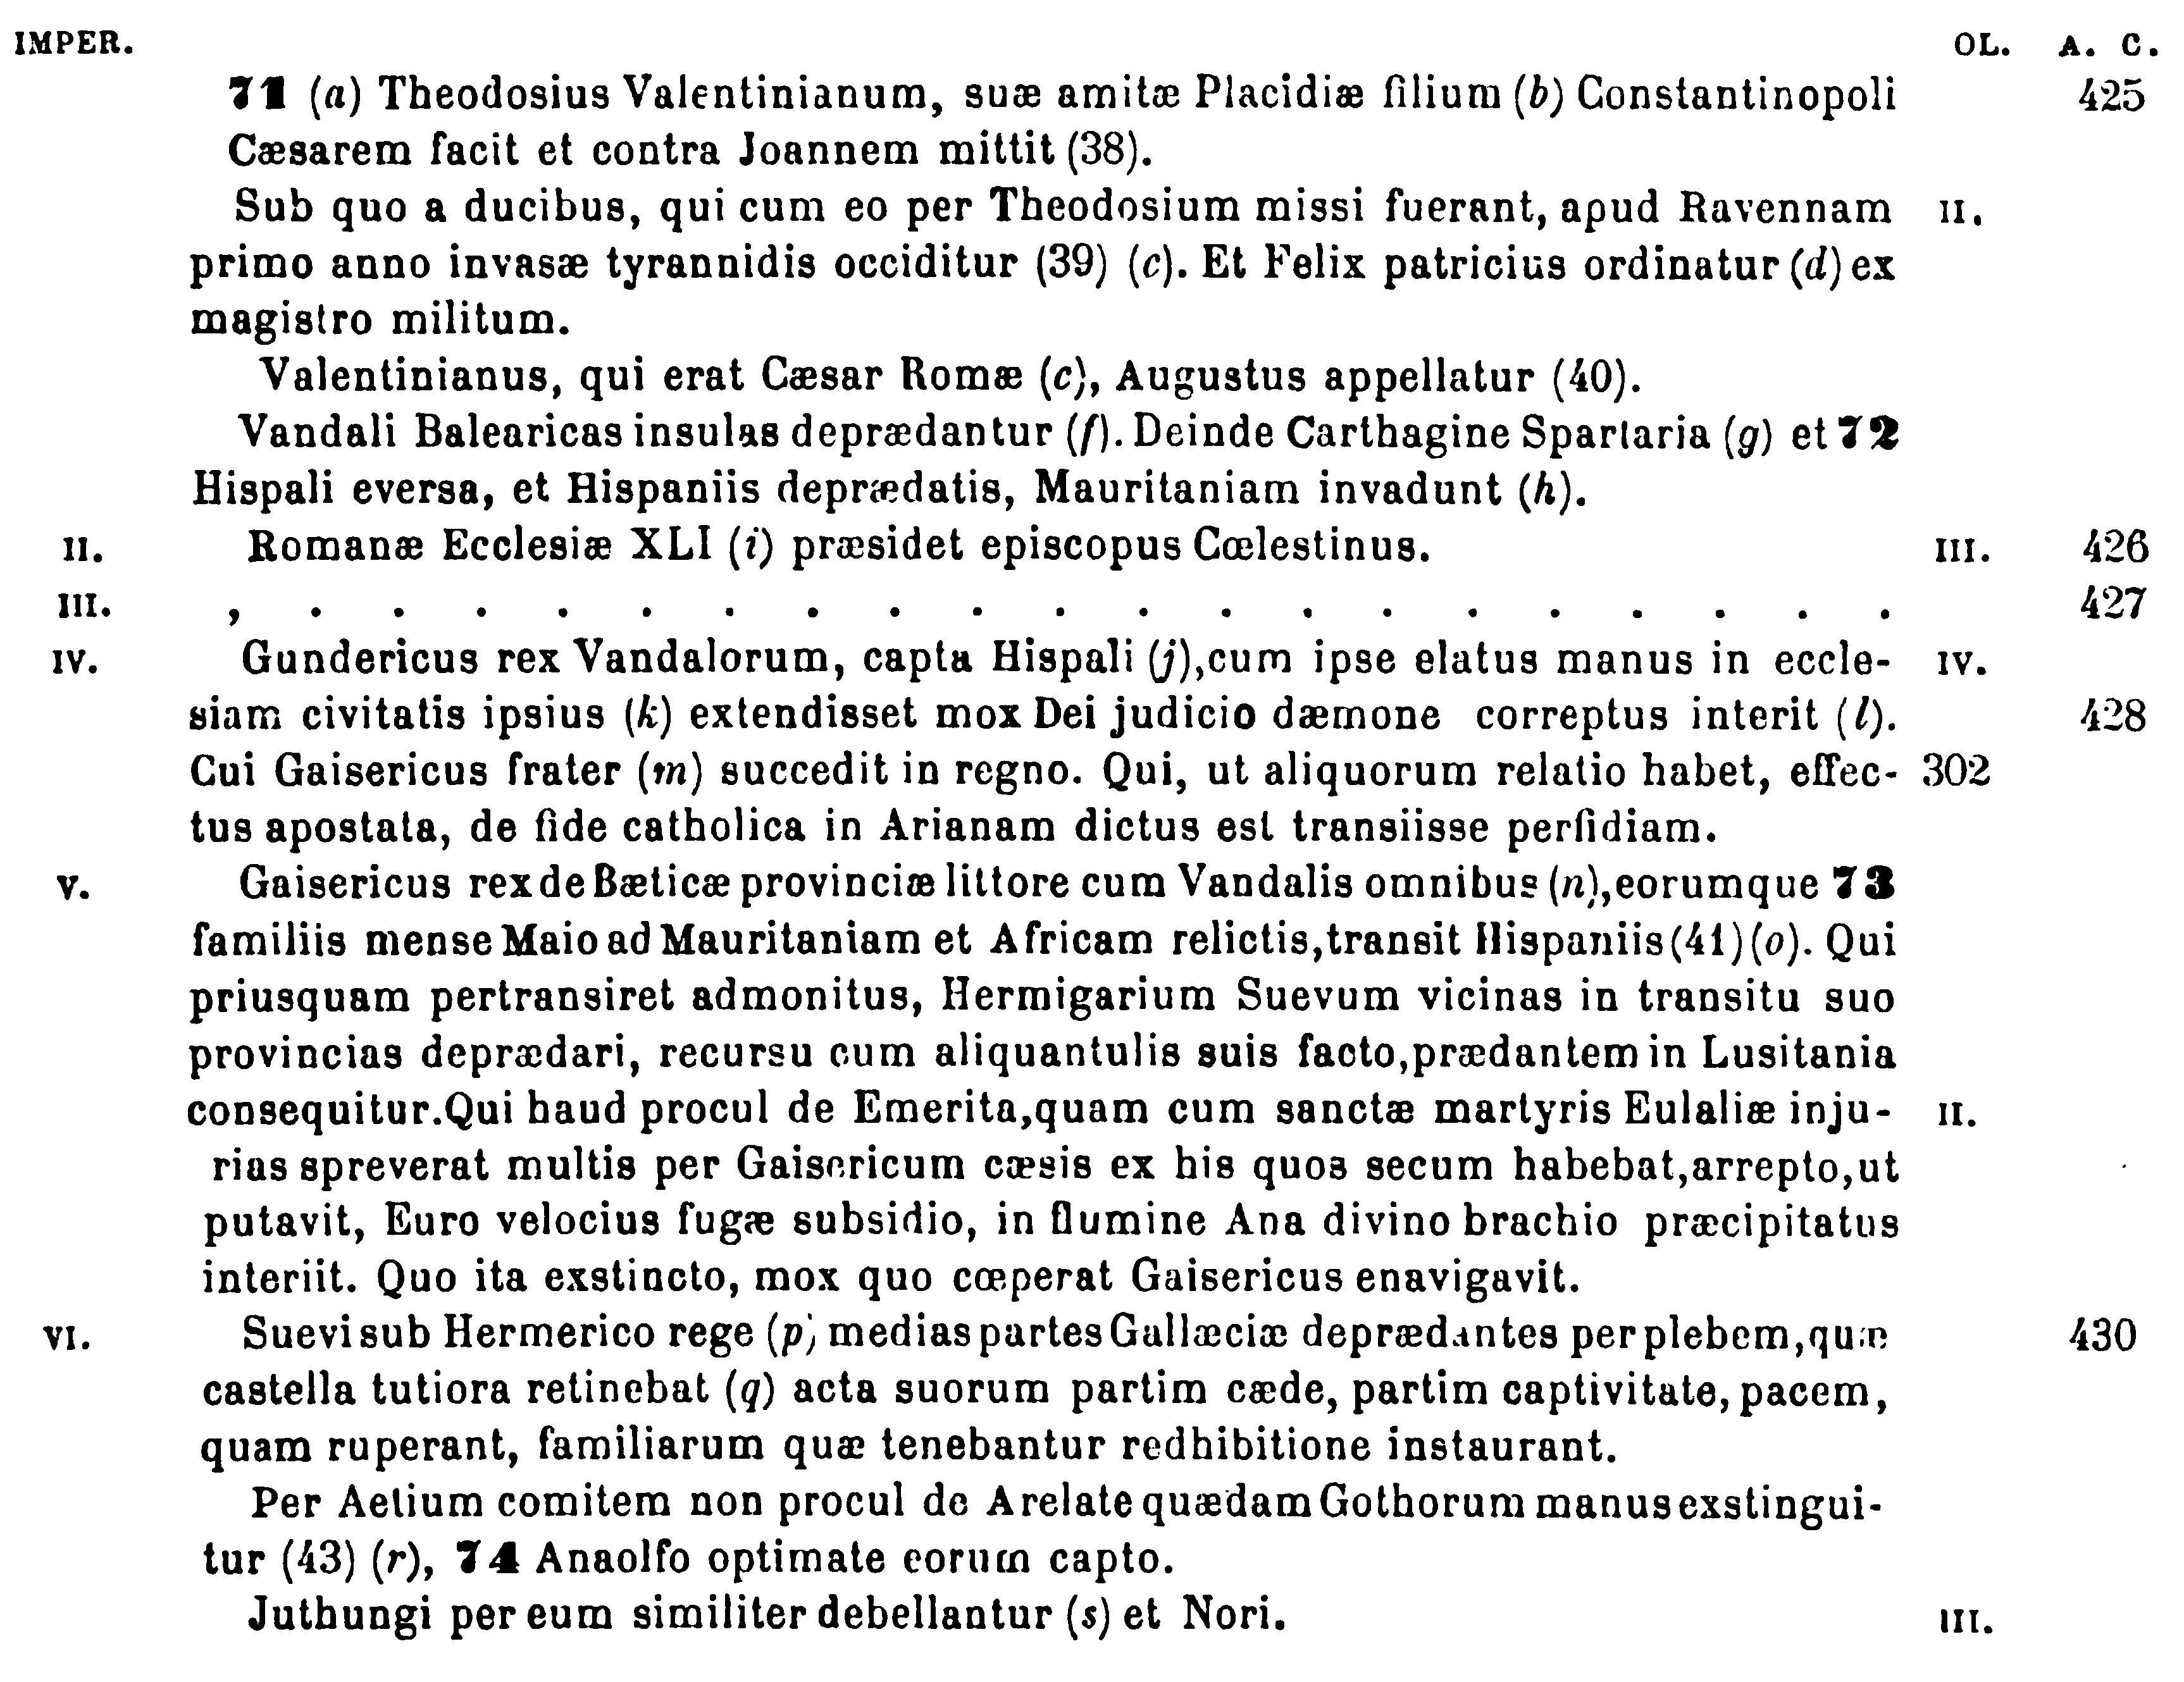 IMPER. OL. A. C.
71 (a) Theodosius Valentinianum, suæ amitæ Placidiæ filium (b) Constantinopoli 425
Cæsarem facit et contra Joannem mittit (38).
Sub quo a ducibus, qui cum eo per Theodosium missi fuerant, apud Ravennam II.
primo anno invasæ tyrannidis occiditur (39) (c). Et Felix patricius ordinatur (d) ex
magistro militum.
Valentinianus, qui erat Cæsar Romæ (c), Augustus appellatur (40).
Vandali Balearicas insulas deprædantur (f). Deinde Carthagine Spartaria (g) et 72
Hispali eversa, et Hispaniis deprædatis, Mauritaniam invadunt (h).
II. Romanæ Ecclesiæ XLI (i) præsidet episcopus Cœlestinus. III. 426
III. , . . . . . . . . . . . . . . . . . . . . 427
IV. Gundericus rex Vandalorum, capta Hispali (j),cum ipse elatus manus in eccle- IV.
siam civitatis ipsius (k) extendisset mox Dei judicio dæmone correptus interit (l). 428
Cui Gaisericus frater (m) succedit in regno. Qui, ut aliquorum relatio habet, effec- 302
tus apostata, de fide catholica in Arianam dictus est transiisse perfidiam.
V. Gaisericus rex de Bæticæ provinciæ littore cum Vandalis omnibus (n),eorumque 73
familiis mense Maio ad Mauritaniam et Africam relictis,transit Hispaniis (41) (o). Qui
priusquam pertransiret admonitus, Hermigarium Suevum vicinas in transitu suo
provincias deprædari, recursu cum aliquantulis suis facto,prædantem in Lusitania
consequitur.Qui haud procul de Emerita,quam cum sanctæ martyris Eulaliæ inju- II.
rias spreverat multis per Gaisericum cæsis ex his quos secum habebat,arrepto,ut
putavit, Euro velocius fugæ subsidio, in flumine Ana divino brachio præcipitatus
interiit. Quo ita exstincto, mox quo cœperat Gaisericus enavigavit.
VI. Suevi sub Hermerico rege (p) medias partes Gallæciæ deprædantes per plebem,quæ 430
castella tutiora retinebat (q) acta suorum partim cæde, partim captivitate, pacem,
quam ruperant, familiarum quæ tenebantur redhibitione instaurant.
Per Aetium comitem non procul de Arelate quædam Gothorum manus exstingui-
tur (43) (r), 74 Anaolfo optimate eorum capto.
Juthungi per eum similiter debellantur (s) et Nori. III.